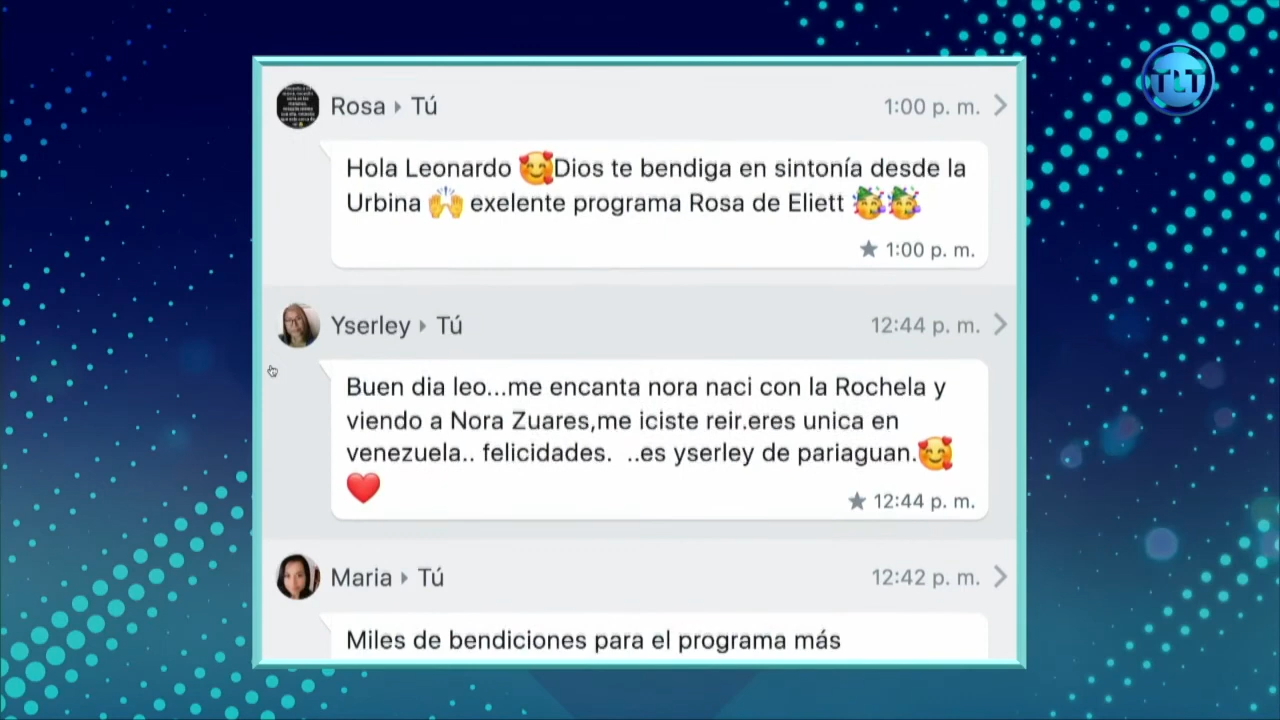 TLT
Rosa ▸ Tú 1:00 p. m.
Hola Leonardo 🥰Dios te bendiga en sintonía desde la
Urbina 🙌 exelente programa Rosa de Eliett 🥳🥳
★ 1:00 p. m.
Yserley ▸ Tú 12:44 p. m.
Buen dia leo...me encanta nora naci con la Rochela y
viendo a Nora Zuares,me iciste reir.eres unica en
venezuela.. felicidades.  ..es yserley de pariaguan.🥰
❤️
★ 12:44 p. m.
Maria ▸ Tú 12:42 p. m.
Miles de bendiciones para el programa más